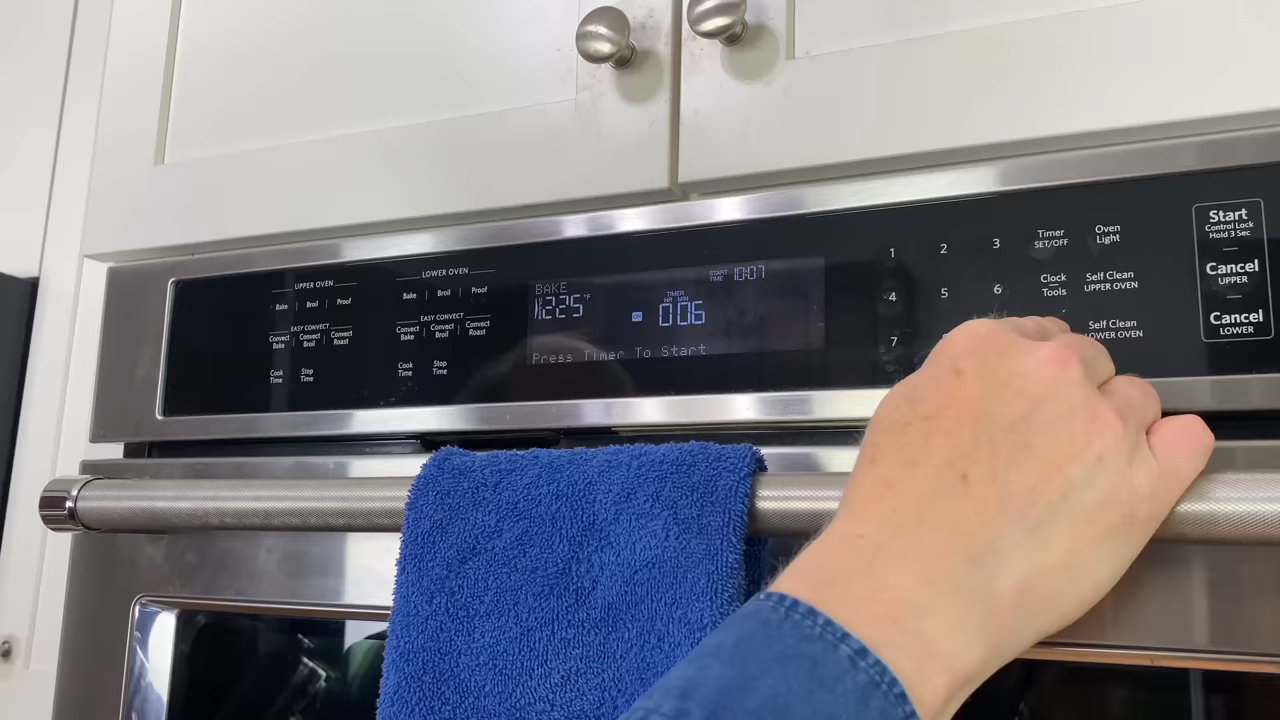 UPPER OVEN
Bake | Broil | Proof
EASY CONVECT
Convect Bake | Convect Broil | Convect Roast
Cook Time | Stop Time
LOWER OVEN
Bake | Broil | Proof
EASY CONVECT
Convect Bake | Convect Broil | Convect Roast
Cook Time
Stop Time
BAKE
225°F
ON
TIMER
HR MIN
0 06
START TIME 10:07
Press Timer To Start
1 2 3
4 5 6
7
Timer
SET/OFF
Oven
Light
Clock
Tools
Self Clean
UPPER OVEN
Self Clean
LOWER OVEN
Start
Control Lock
Hold 3 Sec
Cancel
UPPER
Cancel
LOWER